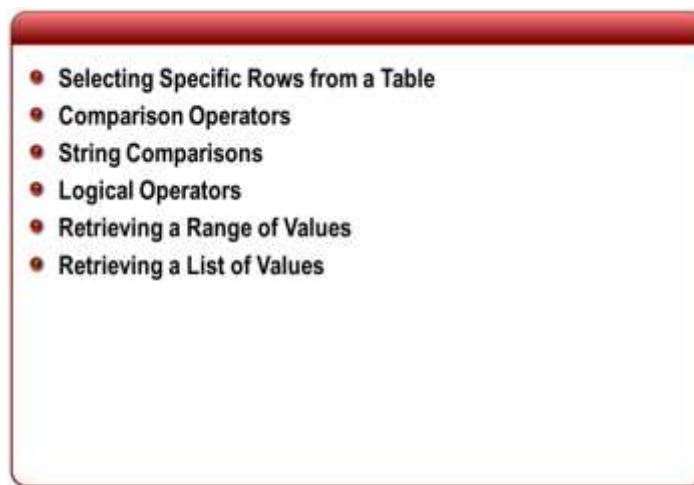 Selecting Specific Rows from a Table
Comparison Operators
String Comparisons
Logical Operators
Retrieving a Range of Values
Retrieving a List of Values